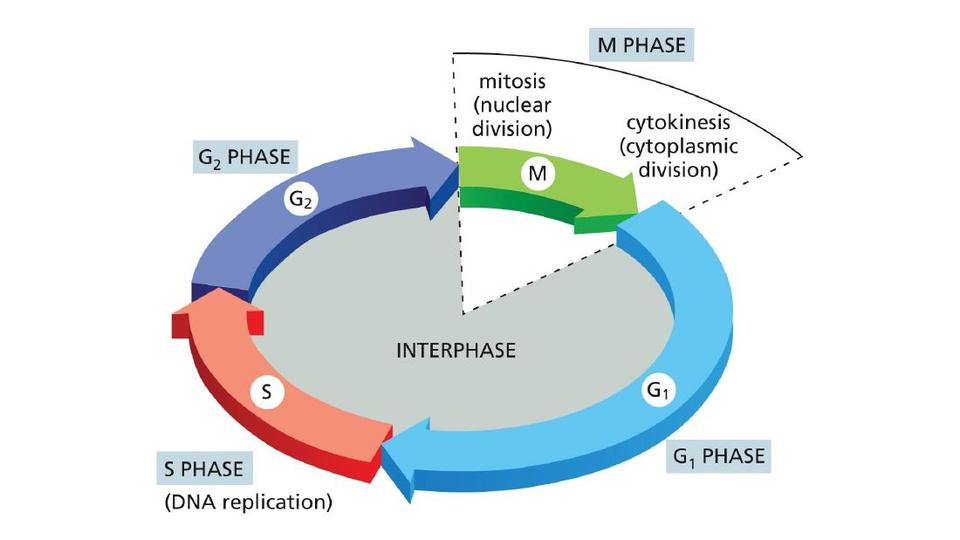 M PHASE
mitosis
(nuclear
division)
cytokinesis
(cytoplasmic
division)
G₂ PHASE
M
G₂
INTERPHASE
S
G₁
G₁ PHASE
S PHASE
(DNA replication)